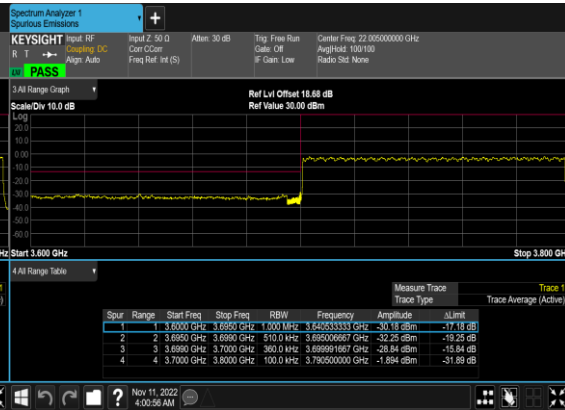 Spectrum Analyzer 1
Spurious Emissions
+
KEYSIGHT Input: RF Input Z: 50 Ω Atten: 30 dB Trig: Free Run Center Freq: 22.005000000 GHz
R T Coupling: DC Corr CCorr Gate: Off Avg|Hold: 100/100
Align: Auto Freq Ref: Int (S) IF Gain: Low Radio Std: None
PASS
3 All Range Graph
Ref Lvl Offset 18.68 dB
Scale/Div 10.0 dB Ref Value 30.00 dBm
Log
20.0
10.0
0.00
-10.0
-20.0
-30.0
-40.0
-50.0
-60.0
Hz Start 3.600 GHz Stop 3.800 GH
4 All Range Table
Measure Trace Trace 1
Trace Type Trace Average (Active)
Spur Range Start Freq Stop Freq RBW Frequency Amplitude ΔLimit
1 1 3.6000 GHz 3.6950 GHz 1.000 MHz 3.640533333 GHz -30.18 dBm -17.18 dB
2 2 3.6950 GHz 3.6990 GHz 510.0 kHz 3.695006667 GHz -32.25 dBm -19.25 dB
3 3 3.6990 GHz 3.7000 GHz 360.0 kHz 3.699991667 GHz -28.84 dBm -15.84 dB
4 4 3.7000 GHz 3.8000 GHz 100.0 kHz 3.790500000 GHz -1.894 dBm -31.89 dB
? Nov 11, 2022
4:00:56 AM